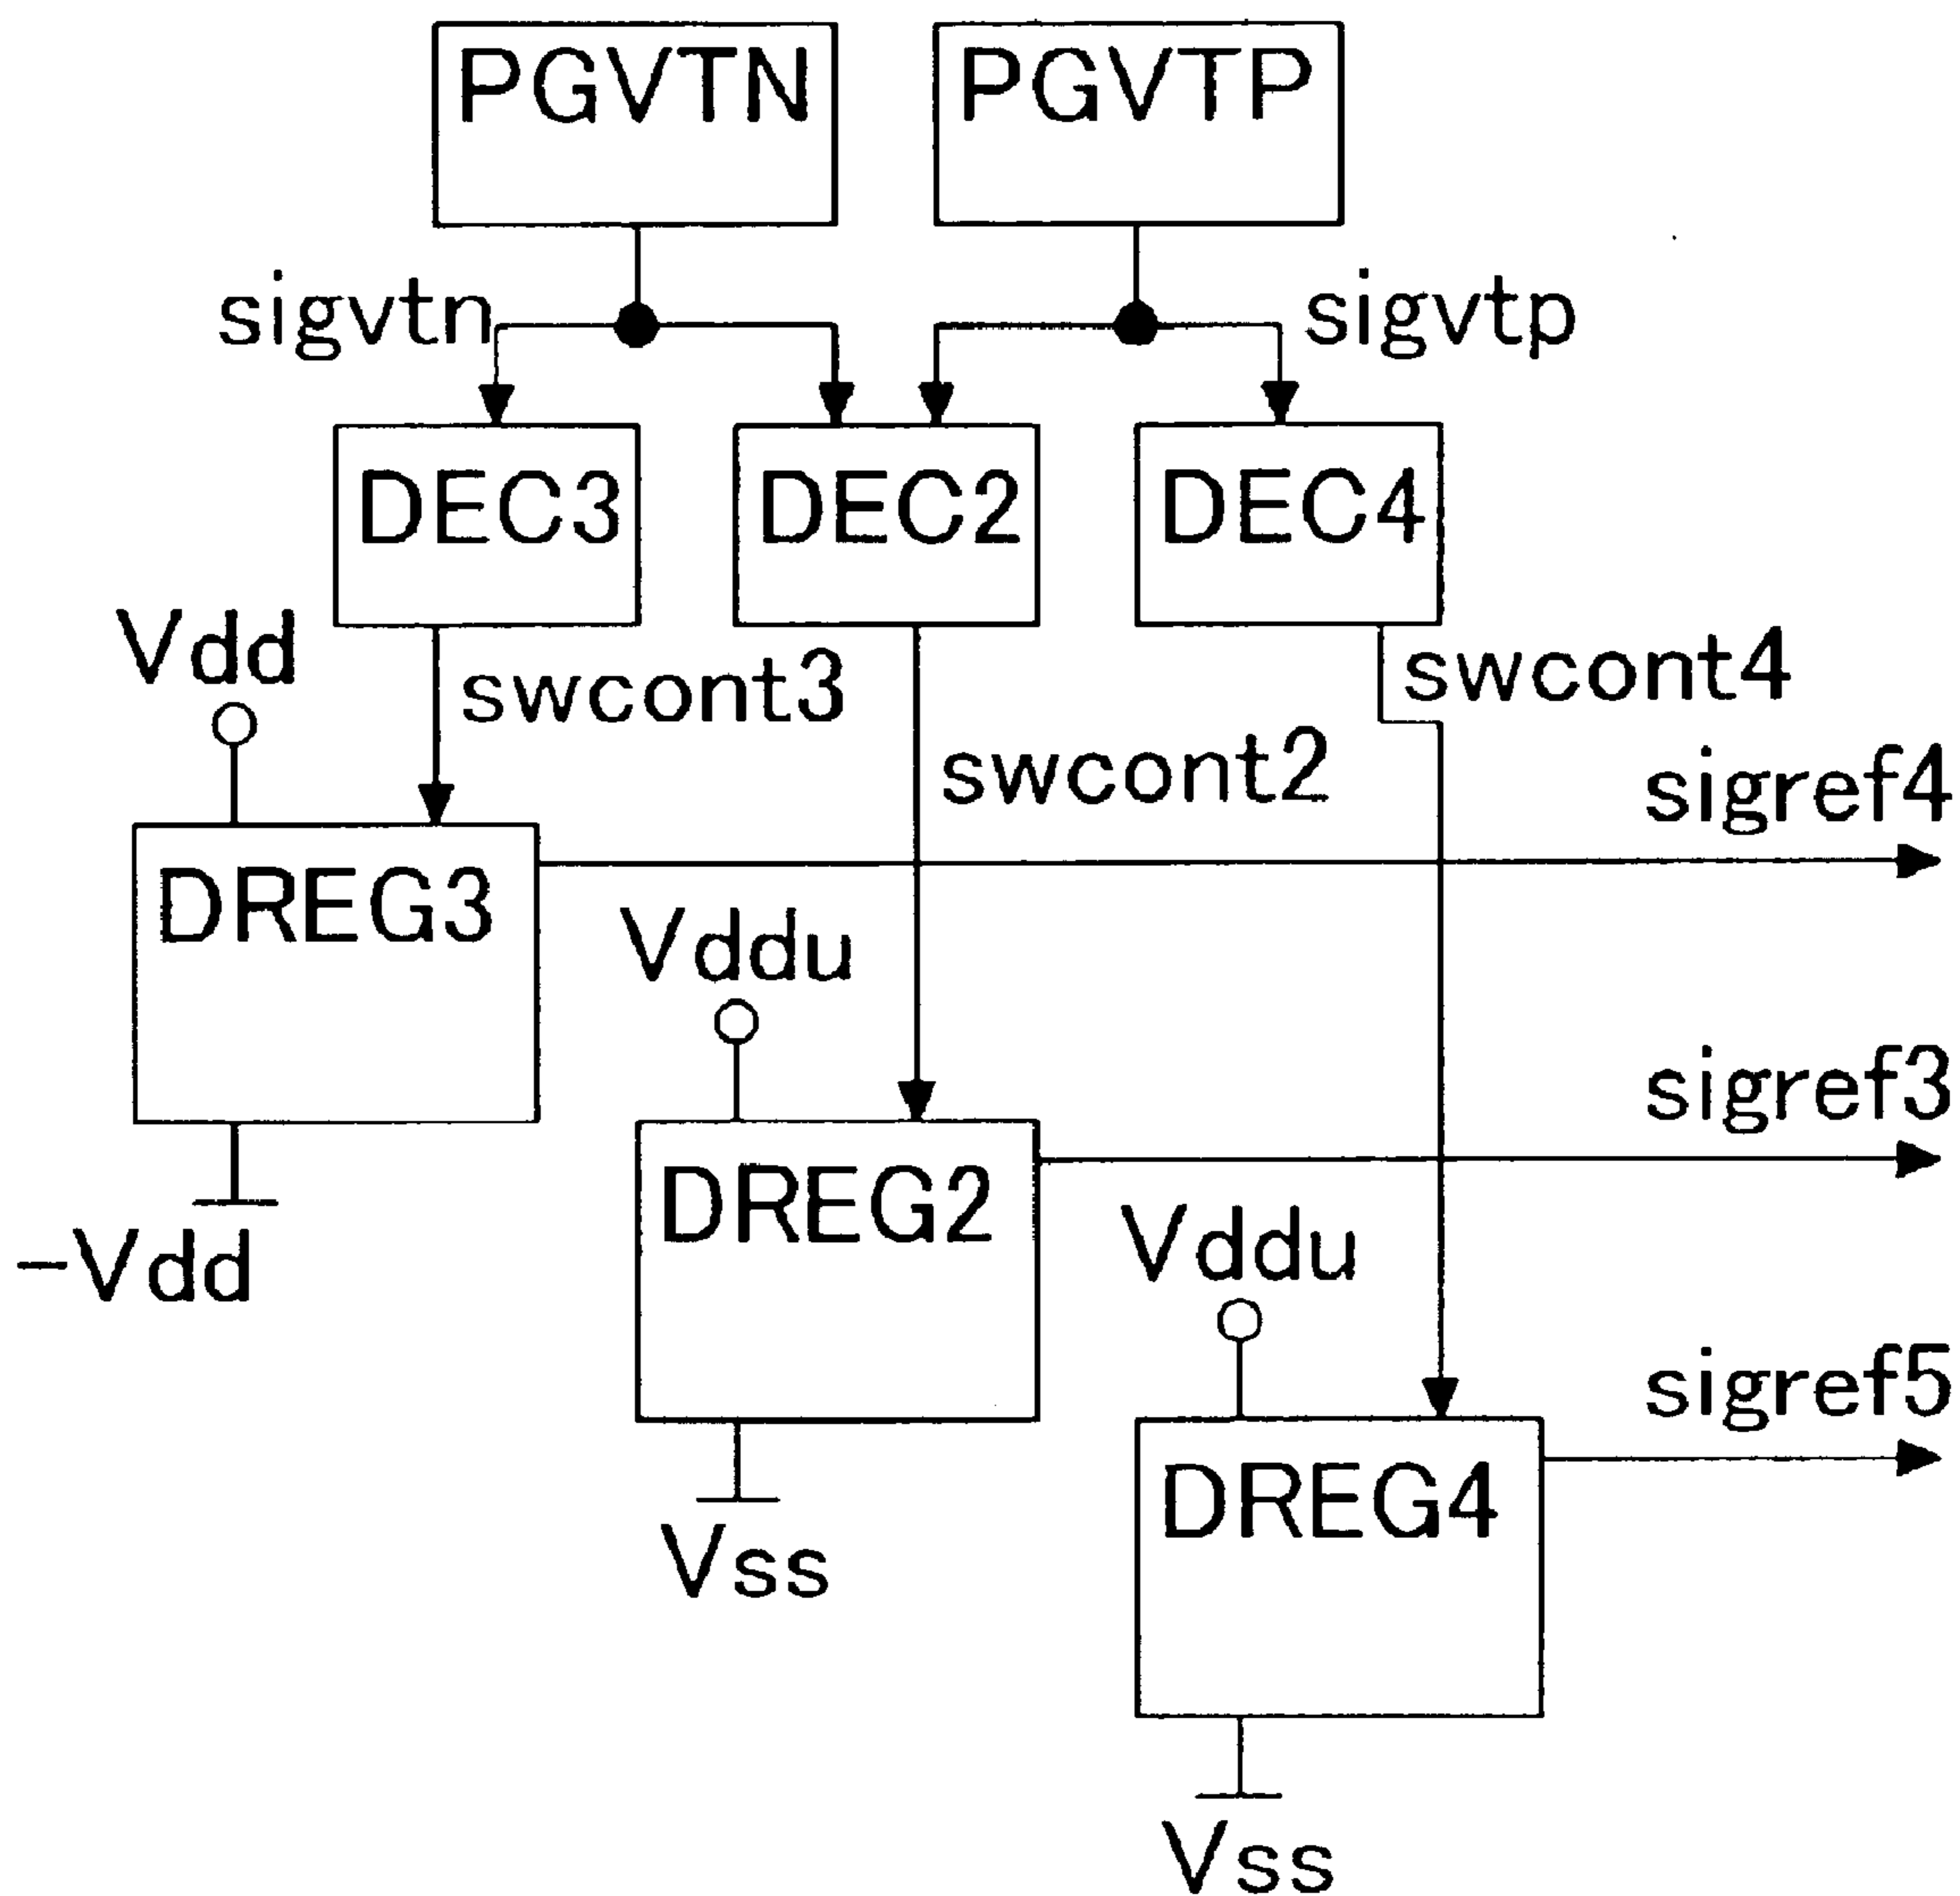 PGVTN
PGVTP
sigvtn
sigvtp
DEC3
DEC2
DEC4
Vdd
swcont3
swcont4
swcont2
sigref4
DREG3
Vddu
sigref3
DREG2
-Vdd
Vddu
sigref5
DREG4
Vss
Vss